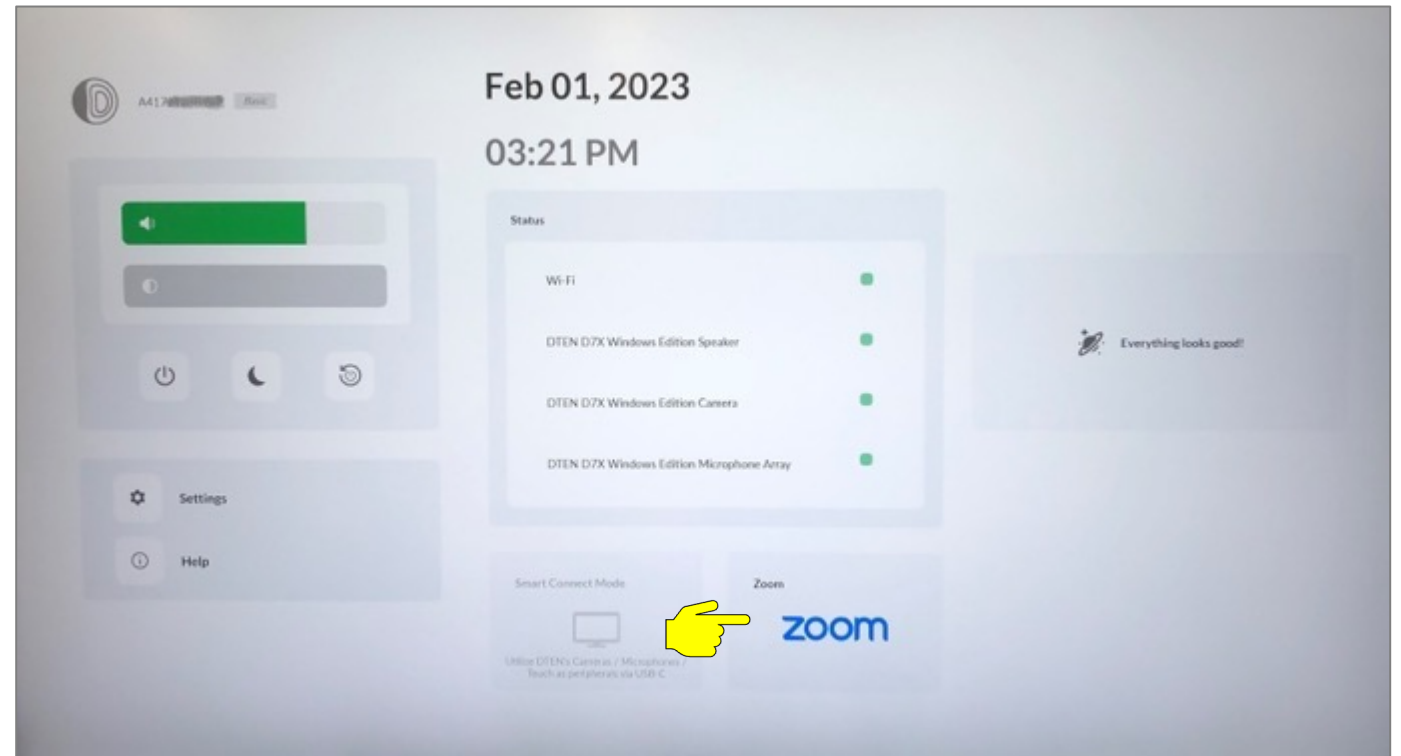 A417
Basic
Feb 01, 2023
03:21 PM
Status
Wi-Fi
DTEN D7X Windows Edition Speaker
DTEN D7X Windows Edition Camera
DTEN D7X Windows Edition Microphone Array
Everything looks good!
Settings
Help
Smart Connect Mode
Utilize DTEN's Cameras / Microphones /
Touch as peripherals via USB-C
Zoom
zoom